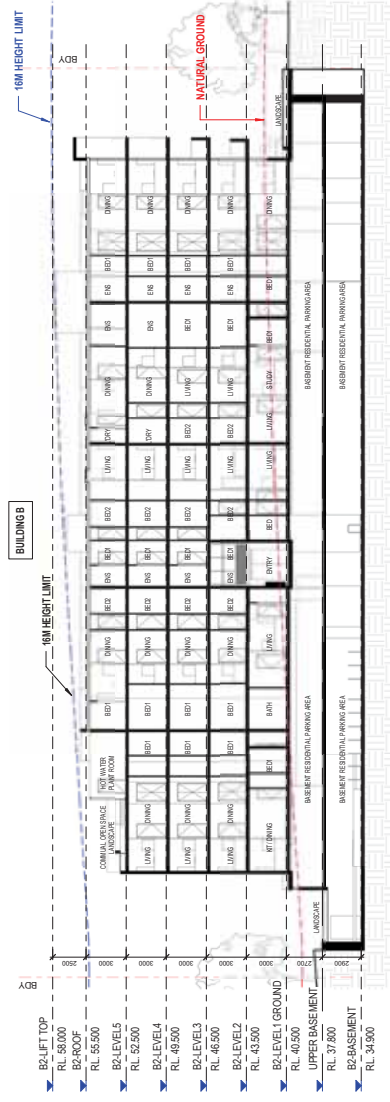 16M HEIGHT LIMIT
BDY
BUILDING B
16M HEIGHT LIMIT
NATURAL GROUND
BDY
B2-LIFT TOP
RL. 58.000
B2-ROOF
RL. 55.500
B2-LEVEL5
RL. 52.500
B2-LEVEL4
RL. 49.500
B2-LEVEL3
RL. 46.500
B2-LEVEL2
RL. 43.500
B2-LEVEL1 GROUND
RL. 40.500
UPPER BASEMENT
RL. 37.800
B2-BASEMENT
RL. 34.900
2500
3000
3000
3000
3000
3000
2700
2900
COMMUAL OPEN SPACE
LANDSCAPE
HOT WATER
PLANT ROOM
LIVING DINING BED1 DINING BED2 ENS BED1 BED2 LIVING DRY DINING ENS ENS BED1 DINING
LIVING DINING BED1 BED1 DINING BED2 ENS BED1 BED2 LIVING DRY DINING ENS ENS BED1 DINING
LIVING DINING BED1 BED1 DINING BED2 ENS BED1 BED2 LIVING BED2 LIVING BED1 ENS BED1 DINING
LIVING DINING BED1 BED1 DINING BED2 ENS BED1 BED2 LIVING BED2 LIVING BED1 ENS BED1 DINING
KIT/DINING BED1 BATH LIVING ENTRY BED LIVING LIVING STUDY BED1 BED1 DINING
LANDSCAPE
LANDSCAPE
BASEMENT RESIDENTIAL PARKING AREA
BASEMENT RESIDENTIAL PARKING AREA
BASEMENT RESIDENTIAL PARKING AREA
BASEMENT RESIDENTIAL PARKING AREA